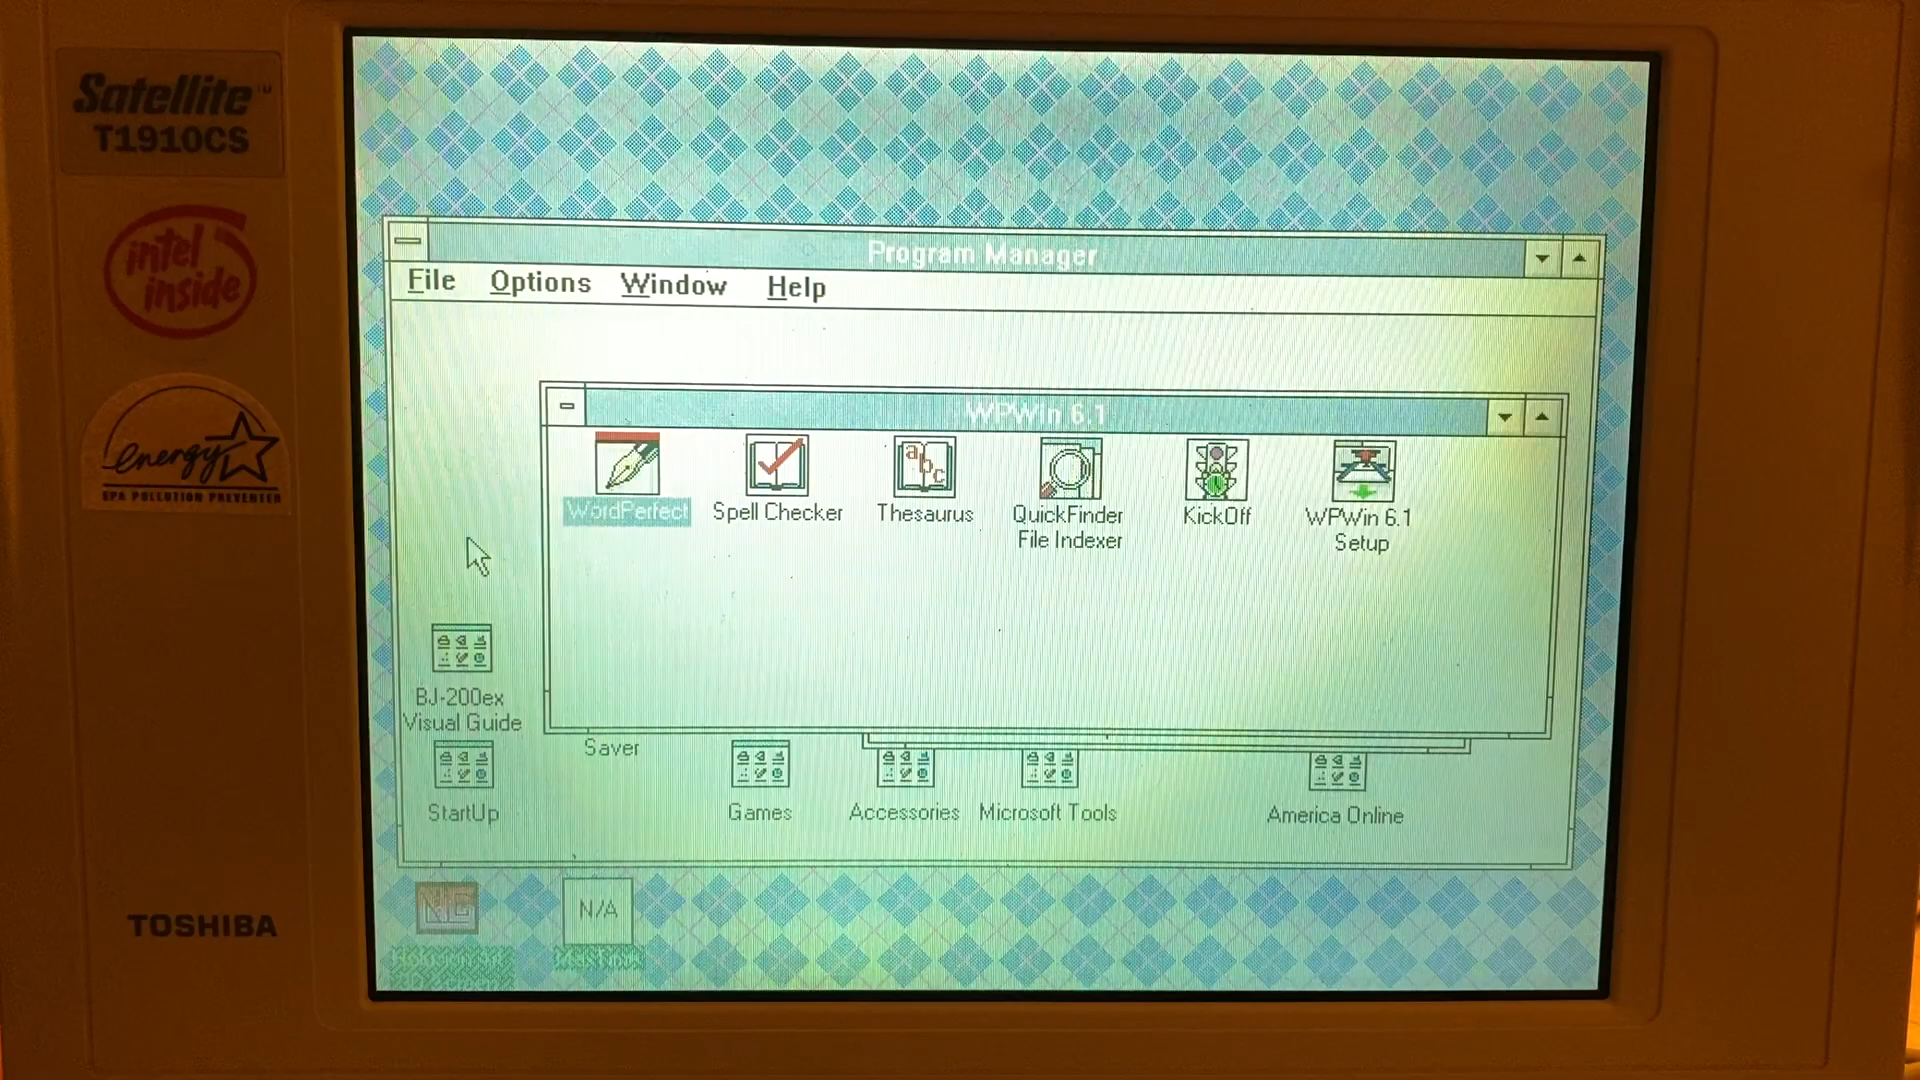 Satellite™
T1910CS
intel
inside
energy
EPA POLLUTION PREVENTER
TOSHIBA
Program Manager
File Options Window Help
WPWin 6.1
WordPerfect
Spell Checker
abc
Thesaurus
QuickFinder
File Indexer
KickOff
WPWin 6.1
Setup
BJ-200ex
Visual Guide
Saver
StartUp
Games
Accessories
Microsoft Tools
America Online
N/A